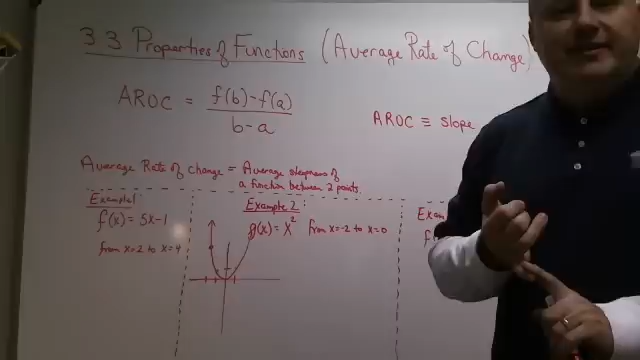 3.3 Properties of Functions (Average Rate of Change)
AROC = f(b)-f(a) / b-a
AROC ≡ slope
Average Rate of change = Average steepness of
a function between 2 points.
Example 1
f(x) = 5x-1
from x=2 to x=4
Example 2:
g(x) = x² from x=-2 to x=0
Exam
f(